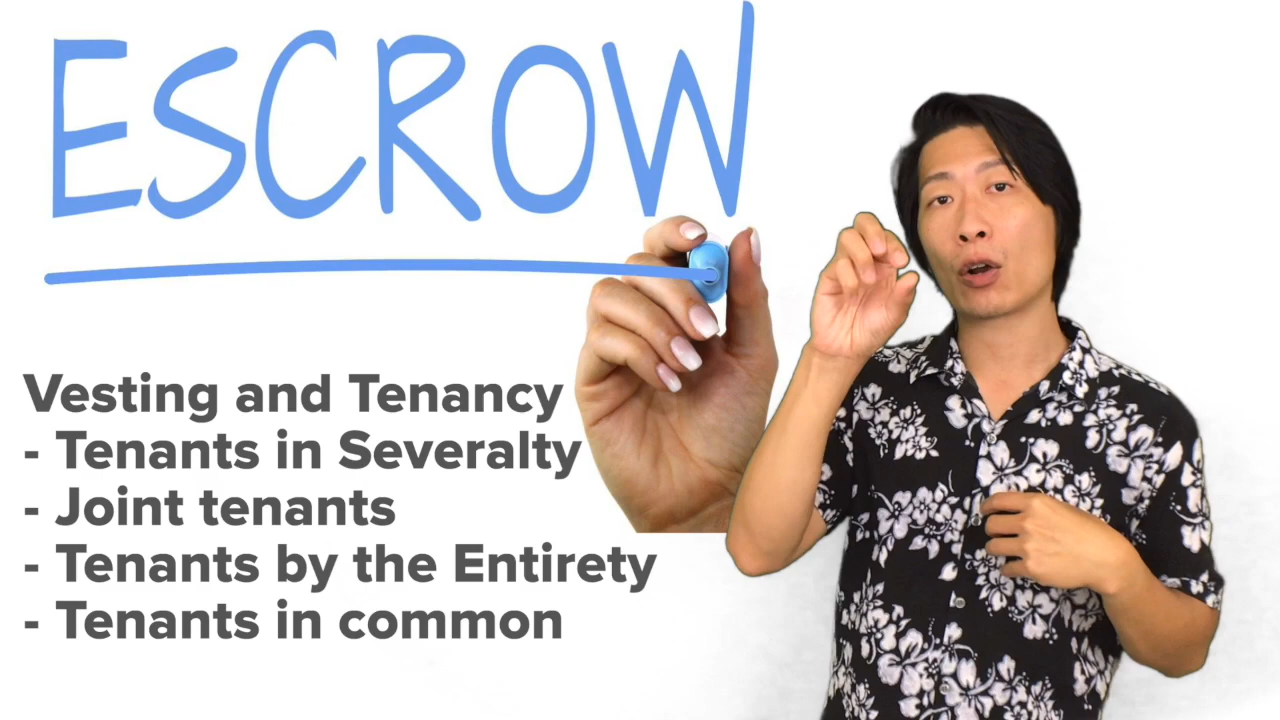 ESCROW
Vesting and Tenancy
- Tenants in Severalty
- Joint tenants
- Tenants by the Entirety
- Tenants in common